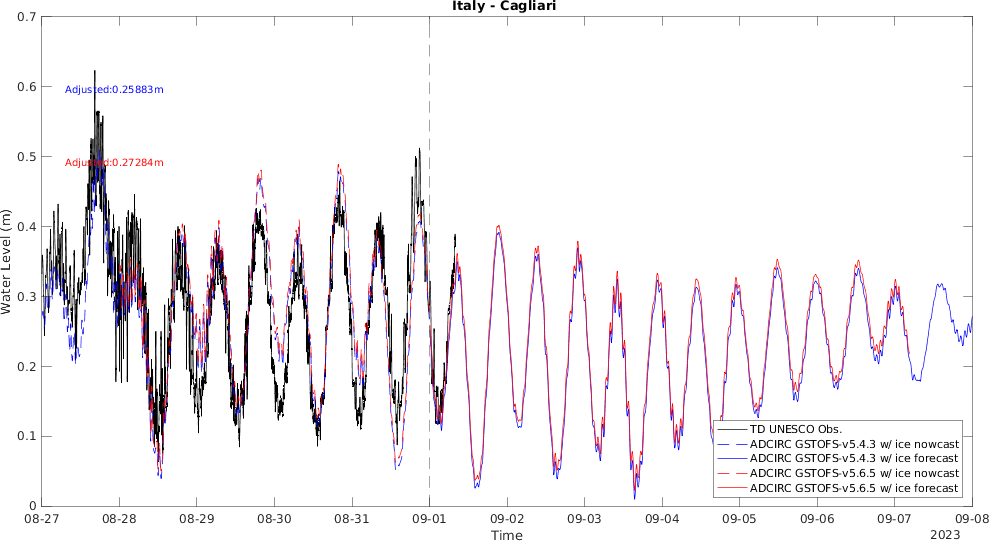 Italy - Cagliari
Water Level (m)
0.7
0.6
0.5
0.4
0.3
0.2
0.1
0
Adjusted:0.25883m
Adjusted:0.27284m
TD UNESCO Obs.
ADCIRC GSTOFS-v5.4.3 w/ ice nowcast
ADCIRC GSTOFS-v5.4.3 w/ ice forecast
ADCIRC GSTOFS-v5.6.5 w/ ice nowcast
ADCIRC GSTOFS-v5.6.5 w/ ice forecast
08-27 08-28 08-29 08-30 08-31 09-01 09-02 09-03 09-04 09-05 09-06 09-07 09-08
Time
2023